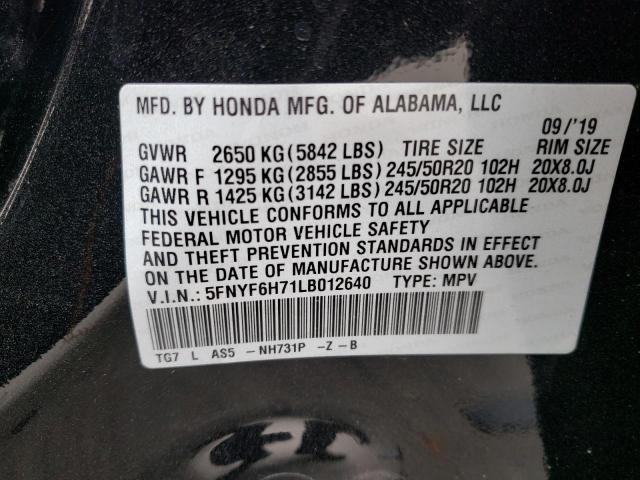 MFD. BY HONDA MFG. OF ALABAMA, LLC
09/'19
GVWR 2650 KG(5842 LBS) TIRE SIZE RIM SIZE
GAWR F 1295 KG(2855 LBS) 245/50R20 102H 20X8.0J
GAWR R 1425 KG(3142 LBS) 245/50R20 102H 20X8.0J
THIS VEHICLE CONFORMS TO ALL APPLICABLE
FEDERAL MOTOR VEHICLE SAFETY
AND THEFT PREVENTION STANDARDS IN EFFECT
ON THE DATE OF MANUFACTURE SHOWN ABOVE.
V.I.N.: 5FNYF6H71LB012640 TYPE: MPV
TG7 L AS5 -NH731P -Z -B